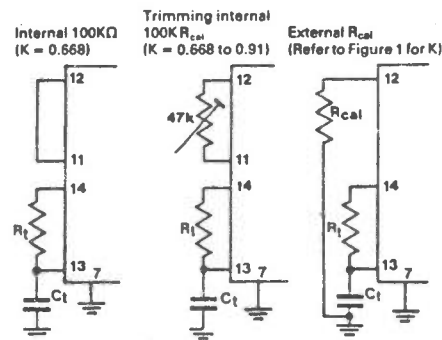 Internal 100KΩ
(K = 0.668)
12
11
14
Rt
13
7
Ct
Trimming internal
100K Rcal
(K = 0.668 to 0.91)
12
47k
11
14
Rt
13
7
Ct
External Rcal
(Refer to Figure 1 for K)
12
Rcal
11
14
Rt
13
7
Ct